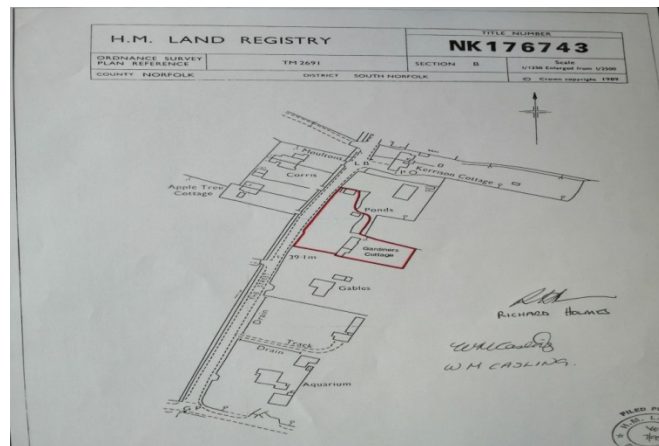 H.M. LAND REGISTRY
TITLE NUMBER
NK176743
ORDNANCE SURVEY
PLAN REFERENCE
TM 2691
SECTION B
Scale
1/1250 Enlarged from 1/2500
COUNTY NORFOLK
DISTRICT SOUTH NORFOLK
© Crown copyright 1989
Moultons
Corris
L B
P O
Kerrison Cottage
Apple Tree
Cottage
Ponds
Gardiners
Cottage
39·1m
Gables
Drain
Track
Drain
Aquarium
RICHARD HOLMES
W M CASLING.
FILED
H.M.